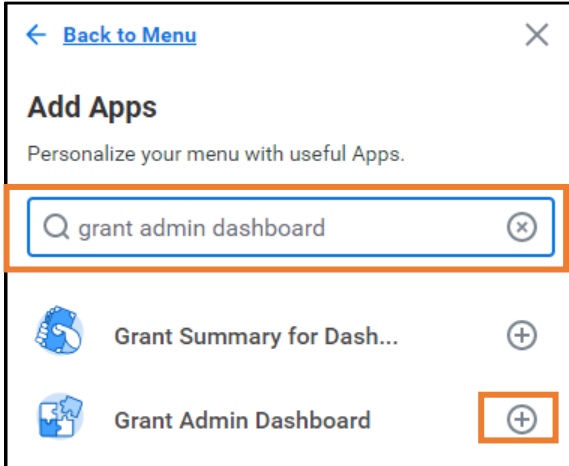 Back to Menu
Add Apps
Personalize your menu with useful Apps.
grant admin dashboard
Grant Summary for Dash...
Grant Admin Dashboard